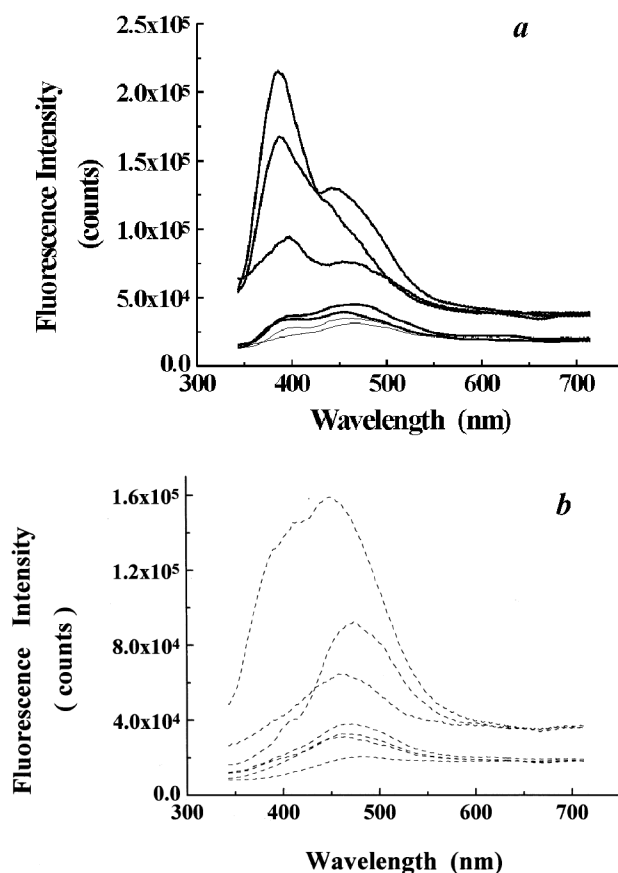 a
Fluorescence Intensity
(counts)
2.5x10⁵
2.0x10⁵
1.5x10⁵
1.0x10⁵
5.0x10⁴
0.0
300 400 500 600 700
Wavelength (nm)
b
Fluorescence Intensity
( counts )
1.6x10⁵
1.2x10⁵
8.0x10⁴
4.0x10⁴
0.0
300 400 500 600 700
Wavelength (nm)